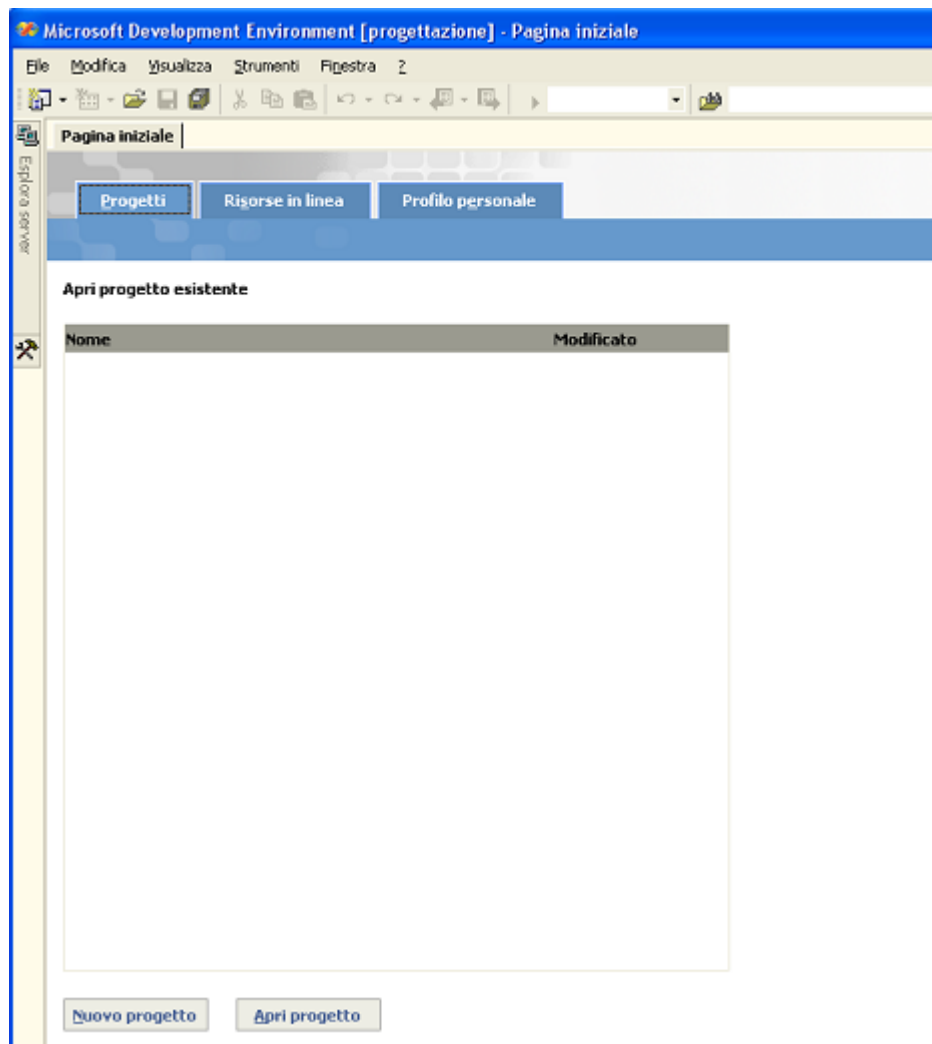 Microsoft Development Environment [progettazione] - Pagina iniziale
File Modifica Visualizza Strumenti Finestra ?
Pagina iniziale
Esplora server
Progetti Risorse in linea Profilo personale
Apri progetto esistente
Nome Modificato
Nuovo progetto Apri progetto